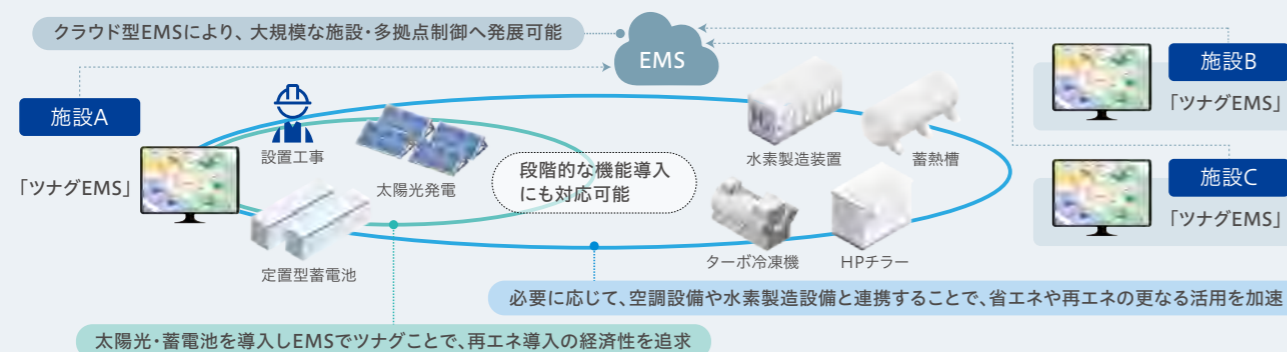 クラウド型EMSにより、大規模な施設・多拠点制御へ発展可能
EMS
施設A
「ツナグEMS」
設置工事
太陽光発電
定置型蓄電池
段階的な機能導入
にも対応可能
水素製造装置
蓄熱槽
ターボ冷凍機
HPチラー
施設B
「ツナグEMS」
施設C
「ツナグEMS」
必要に応じて、空調設備や水素製造設備と連携することで、省エネや再エネの更なる活用を加速
太陽光・蓄電池を導入しEMSでツナグことで、再エネ導入の経済性を追求